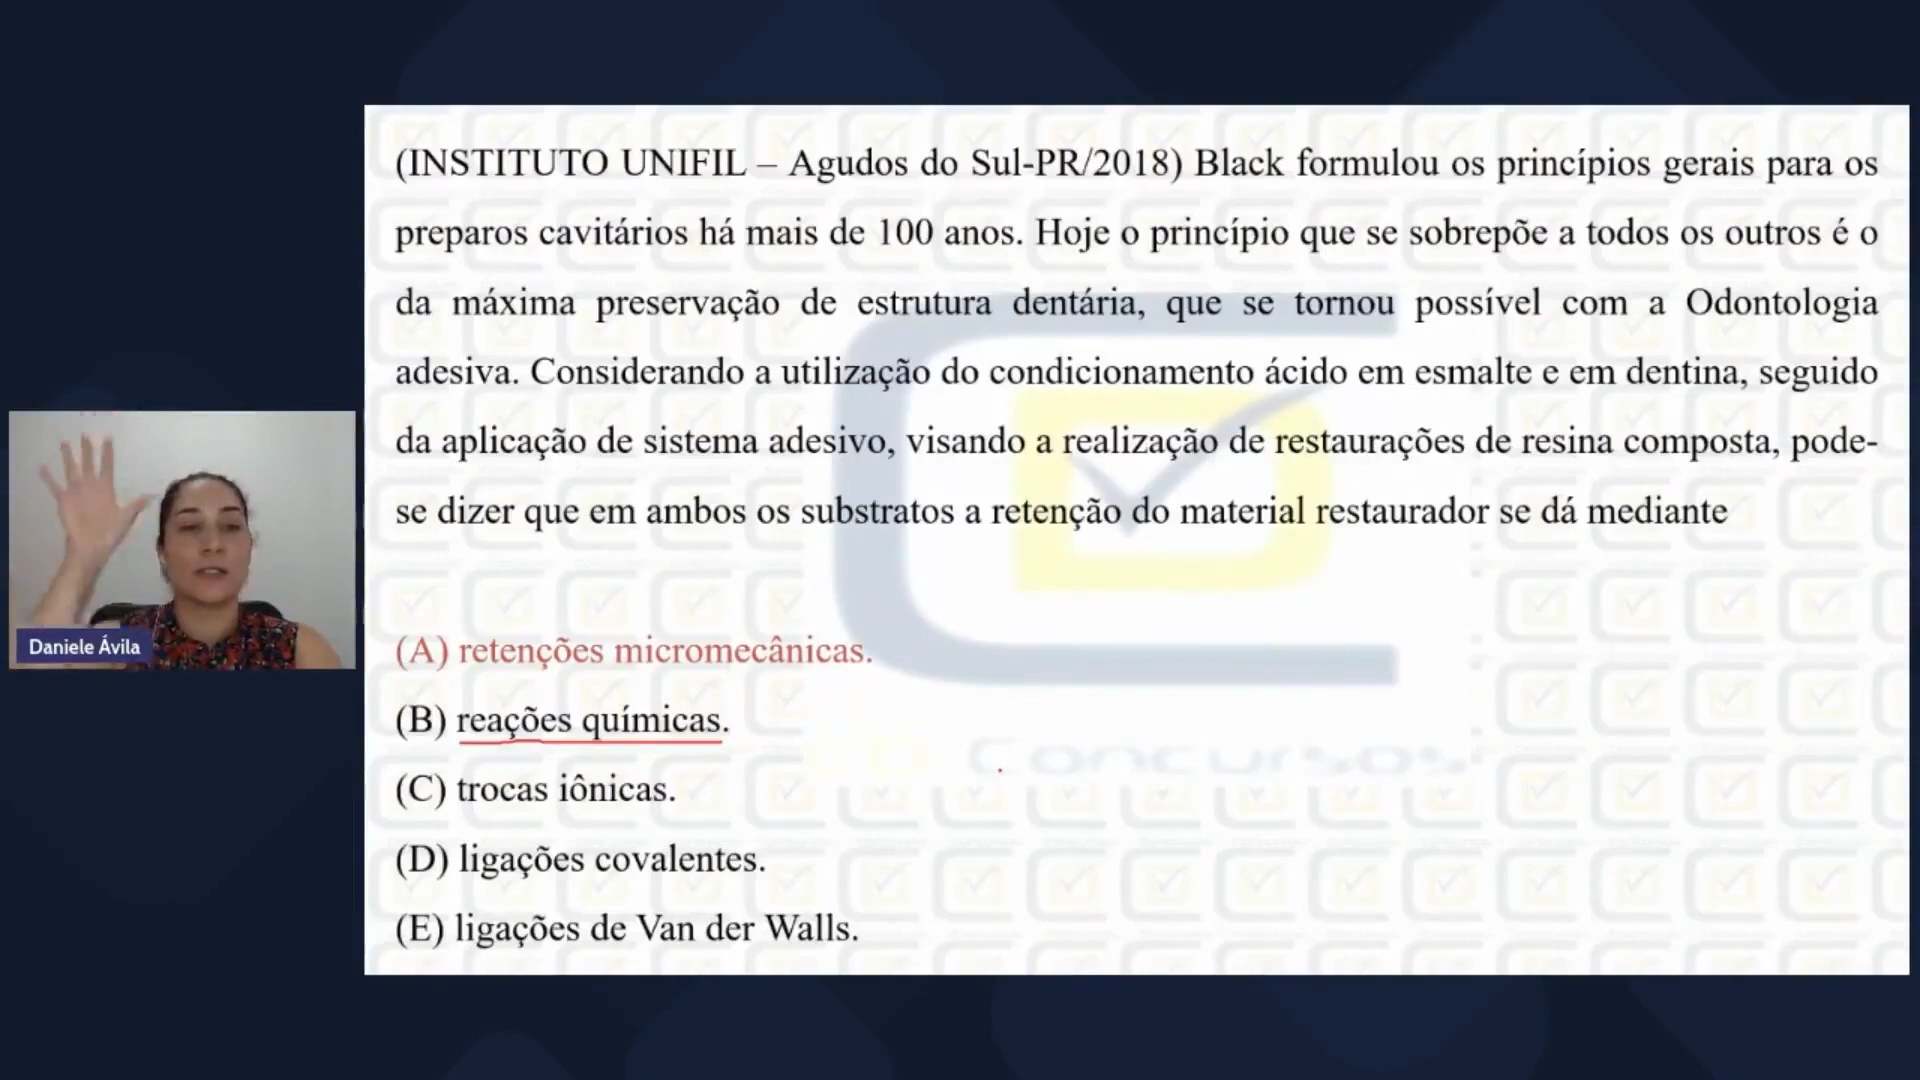 (INSTITUTO UNIFIL – Agudos do Sul-PR/2018) Black formulou os princípios gerais para os
preparos cavitários há mais de 100 anos. Hoje o princípio que se sobrepõe a todos os outros é o
da máxima preservação de estrutura dentária, que se tornou possível com a Odontologia
adesiva. Considerando a utilização do condicionamento ácido em esmalte e em dentina, seguido
da aplicação de sistema adesivo, visando a realização de restaurações de resina composta, pode-
se dizer que em ambos os substratos a retenção do material restaurador se dá mediante
Daniele Ávila
(A) retenções micromecânicas.
(B) reações químicas.
Concursos
(C) trocas iônicas.
(D) ligações covalentes.
(E) ligações de Van der Walls.